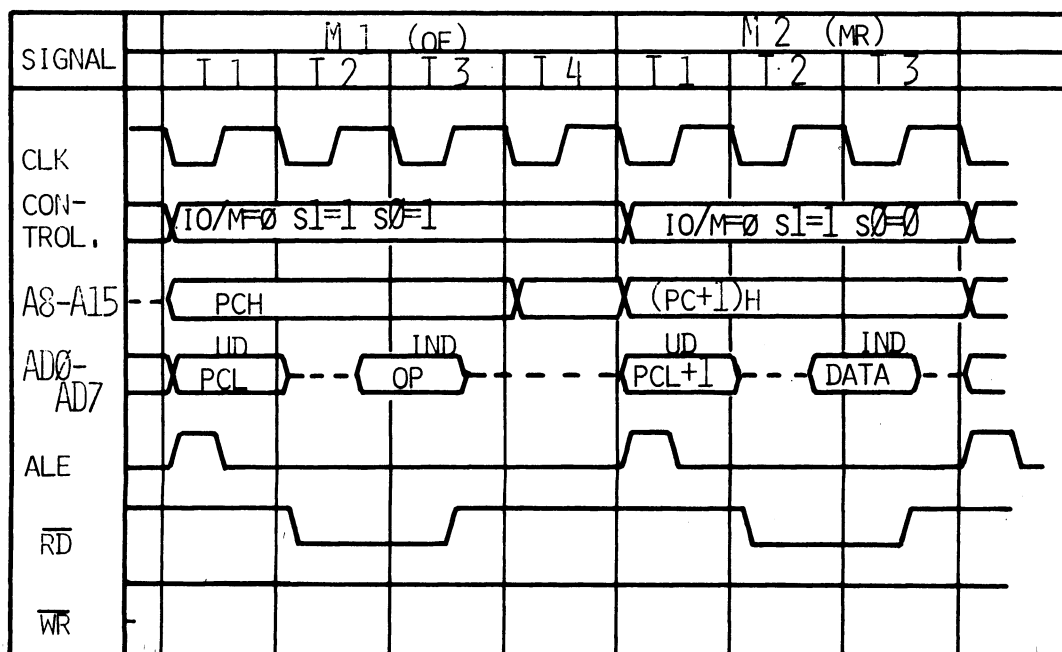 SIGNAL
M 1 (OF)
M 2 (MR)
T 1
T 2
T 3
T 4
T 1
T 2
T 3
CLK
CON-
TROL.
IO/M=Ø S1=1 SØ=1
IO/M=Ø S1=1 SØ=Ø
A8-A15
PCH
(PC+1)H
ADØ-
AD7
UD
PCL
IND
OP
UD
PCL+1
IND
DATA
ALE
RD
WR